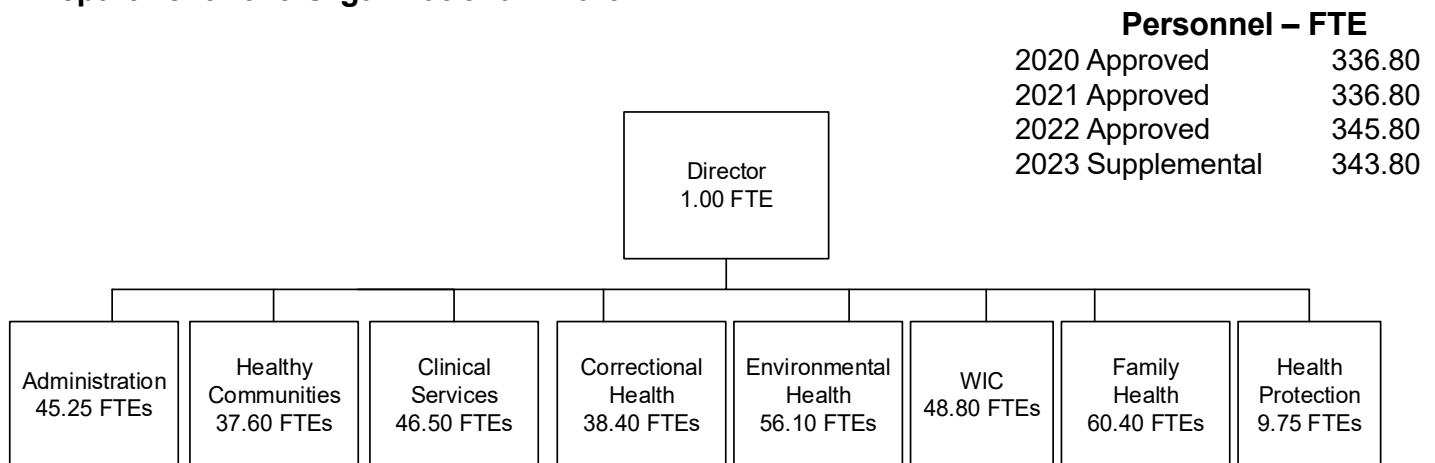 Personnel – FTE
2020 Approved 336.80
2021 Approved 336.80
2022 Approved 345.80
2023 Supplemental 343.80
Director
1.00 FTE
Administration
45.25 FTEs
Healthy
Communities
37.60 FTEs
Clinical
Services
46.50 FTEs
Correctional
Health
38.40 FTEs
Environmental
Health
56.10 FTEs
WIC
48.80 FTEs
Family
Health
60.40 FTEs
Health
Protection
9.75 FTEs